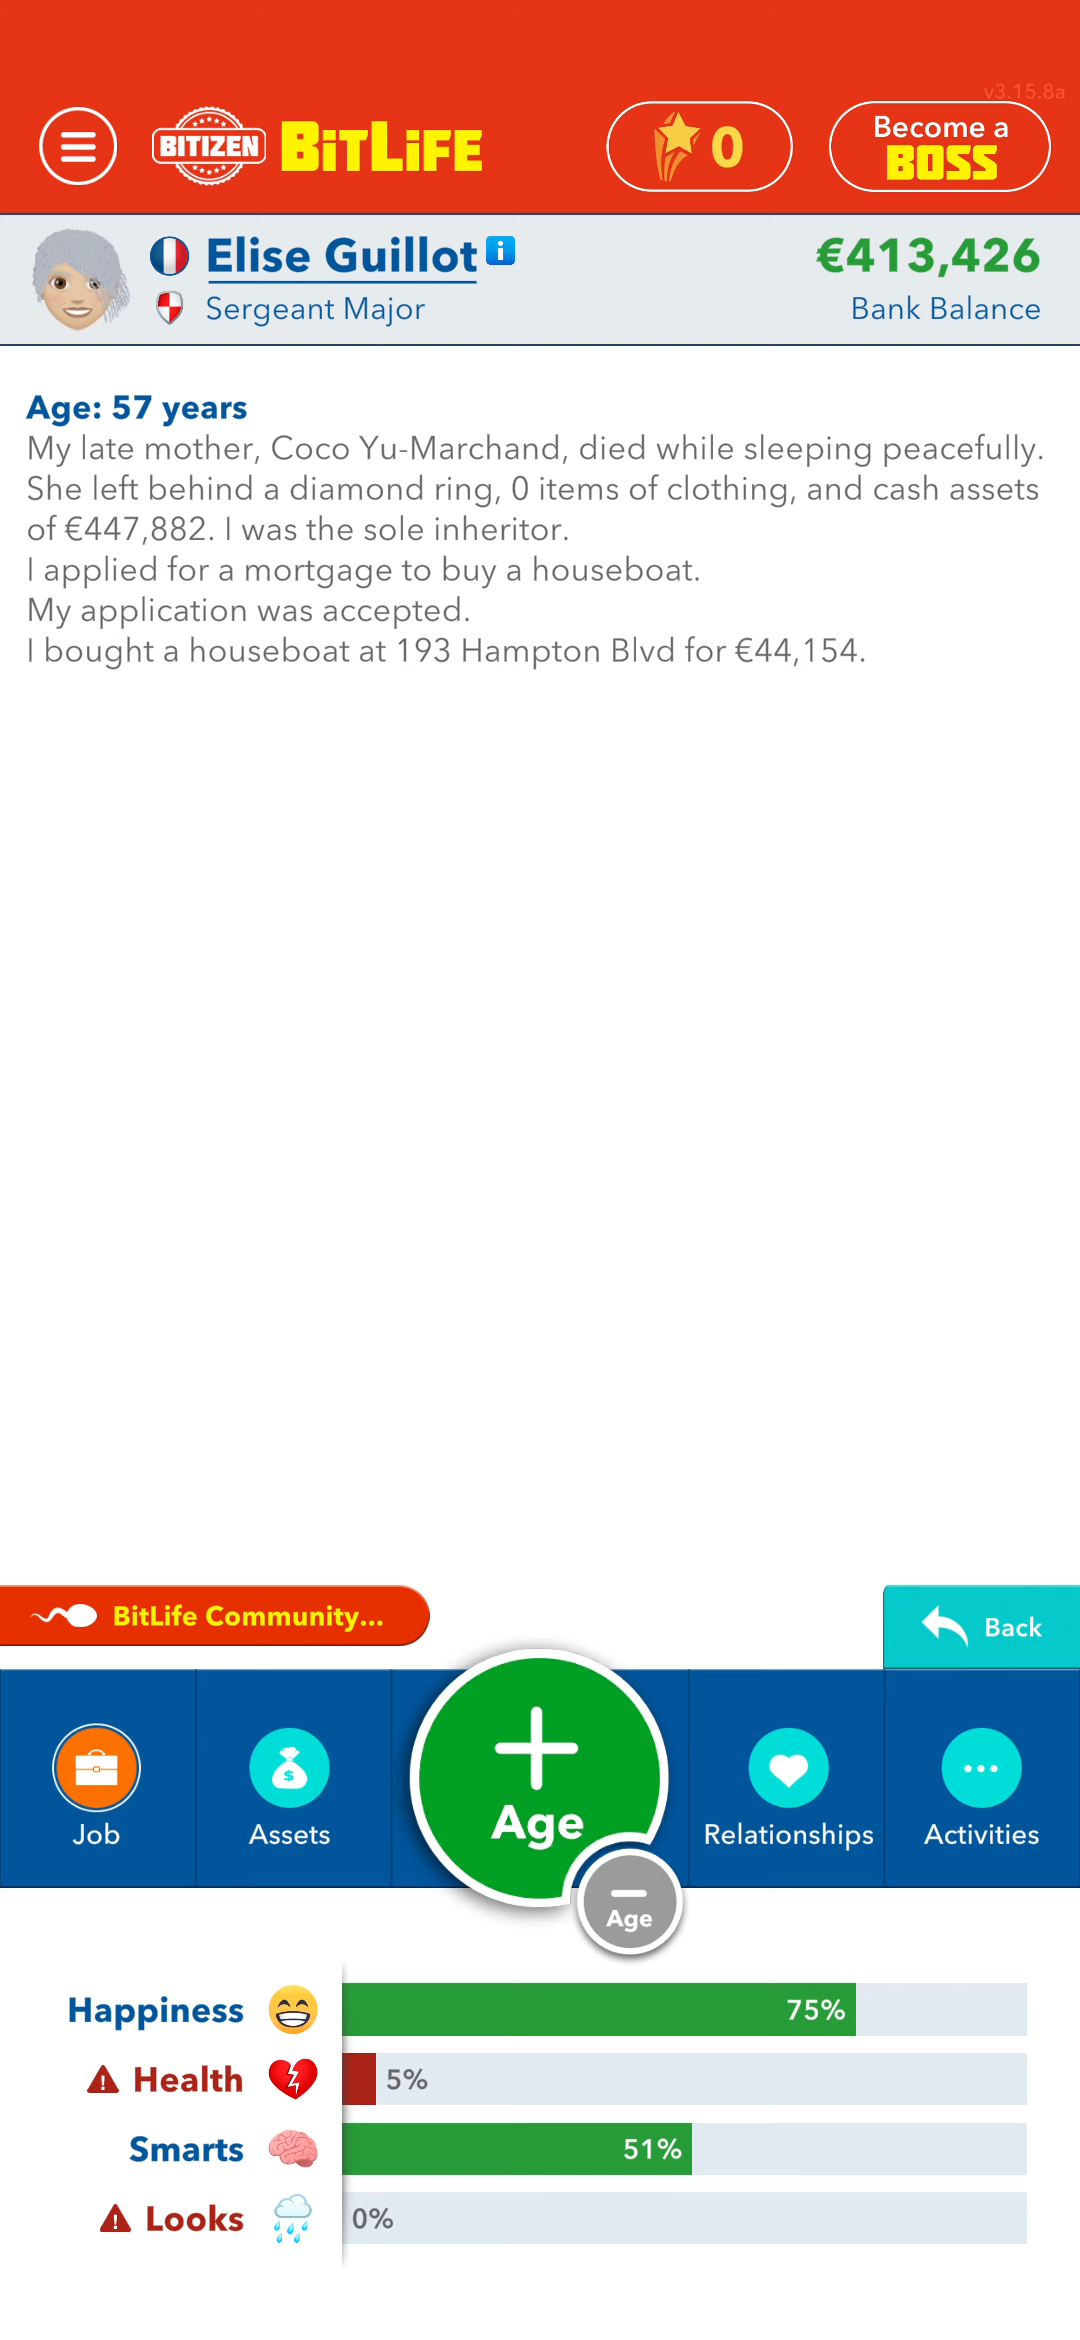 v3.15.8a
BITIZEN BitLiFE
0
Become a
BOSS
Elise Guillot i
€413,426
Sergeant Major
Bank Balance
Age: 57 years
My late mother, Coco Yu-Marchand, died while sleeping peacefully.
She left behind a diamond ring, 0 items of clothing, and cash assets
of €447,882. I was the sole inheritor.
I applied for a mortgage to buy a houseboat.
My application was accepted.
I bought a houseboat at 193 Hampton Blvd for €44,154.
BitLife Community...
Back
Job
Assets
Age
Relationships
Activities
Age
Happiness 75%
Health 5%
Smarts 51%
Looks 0%